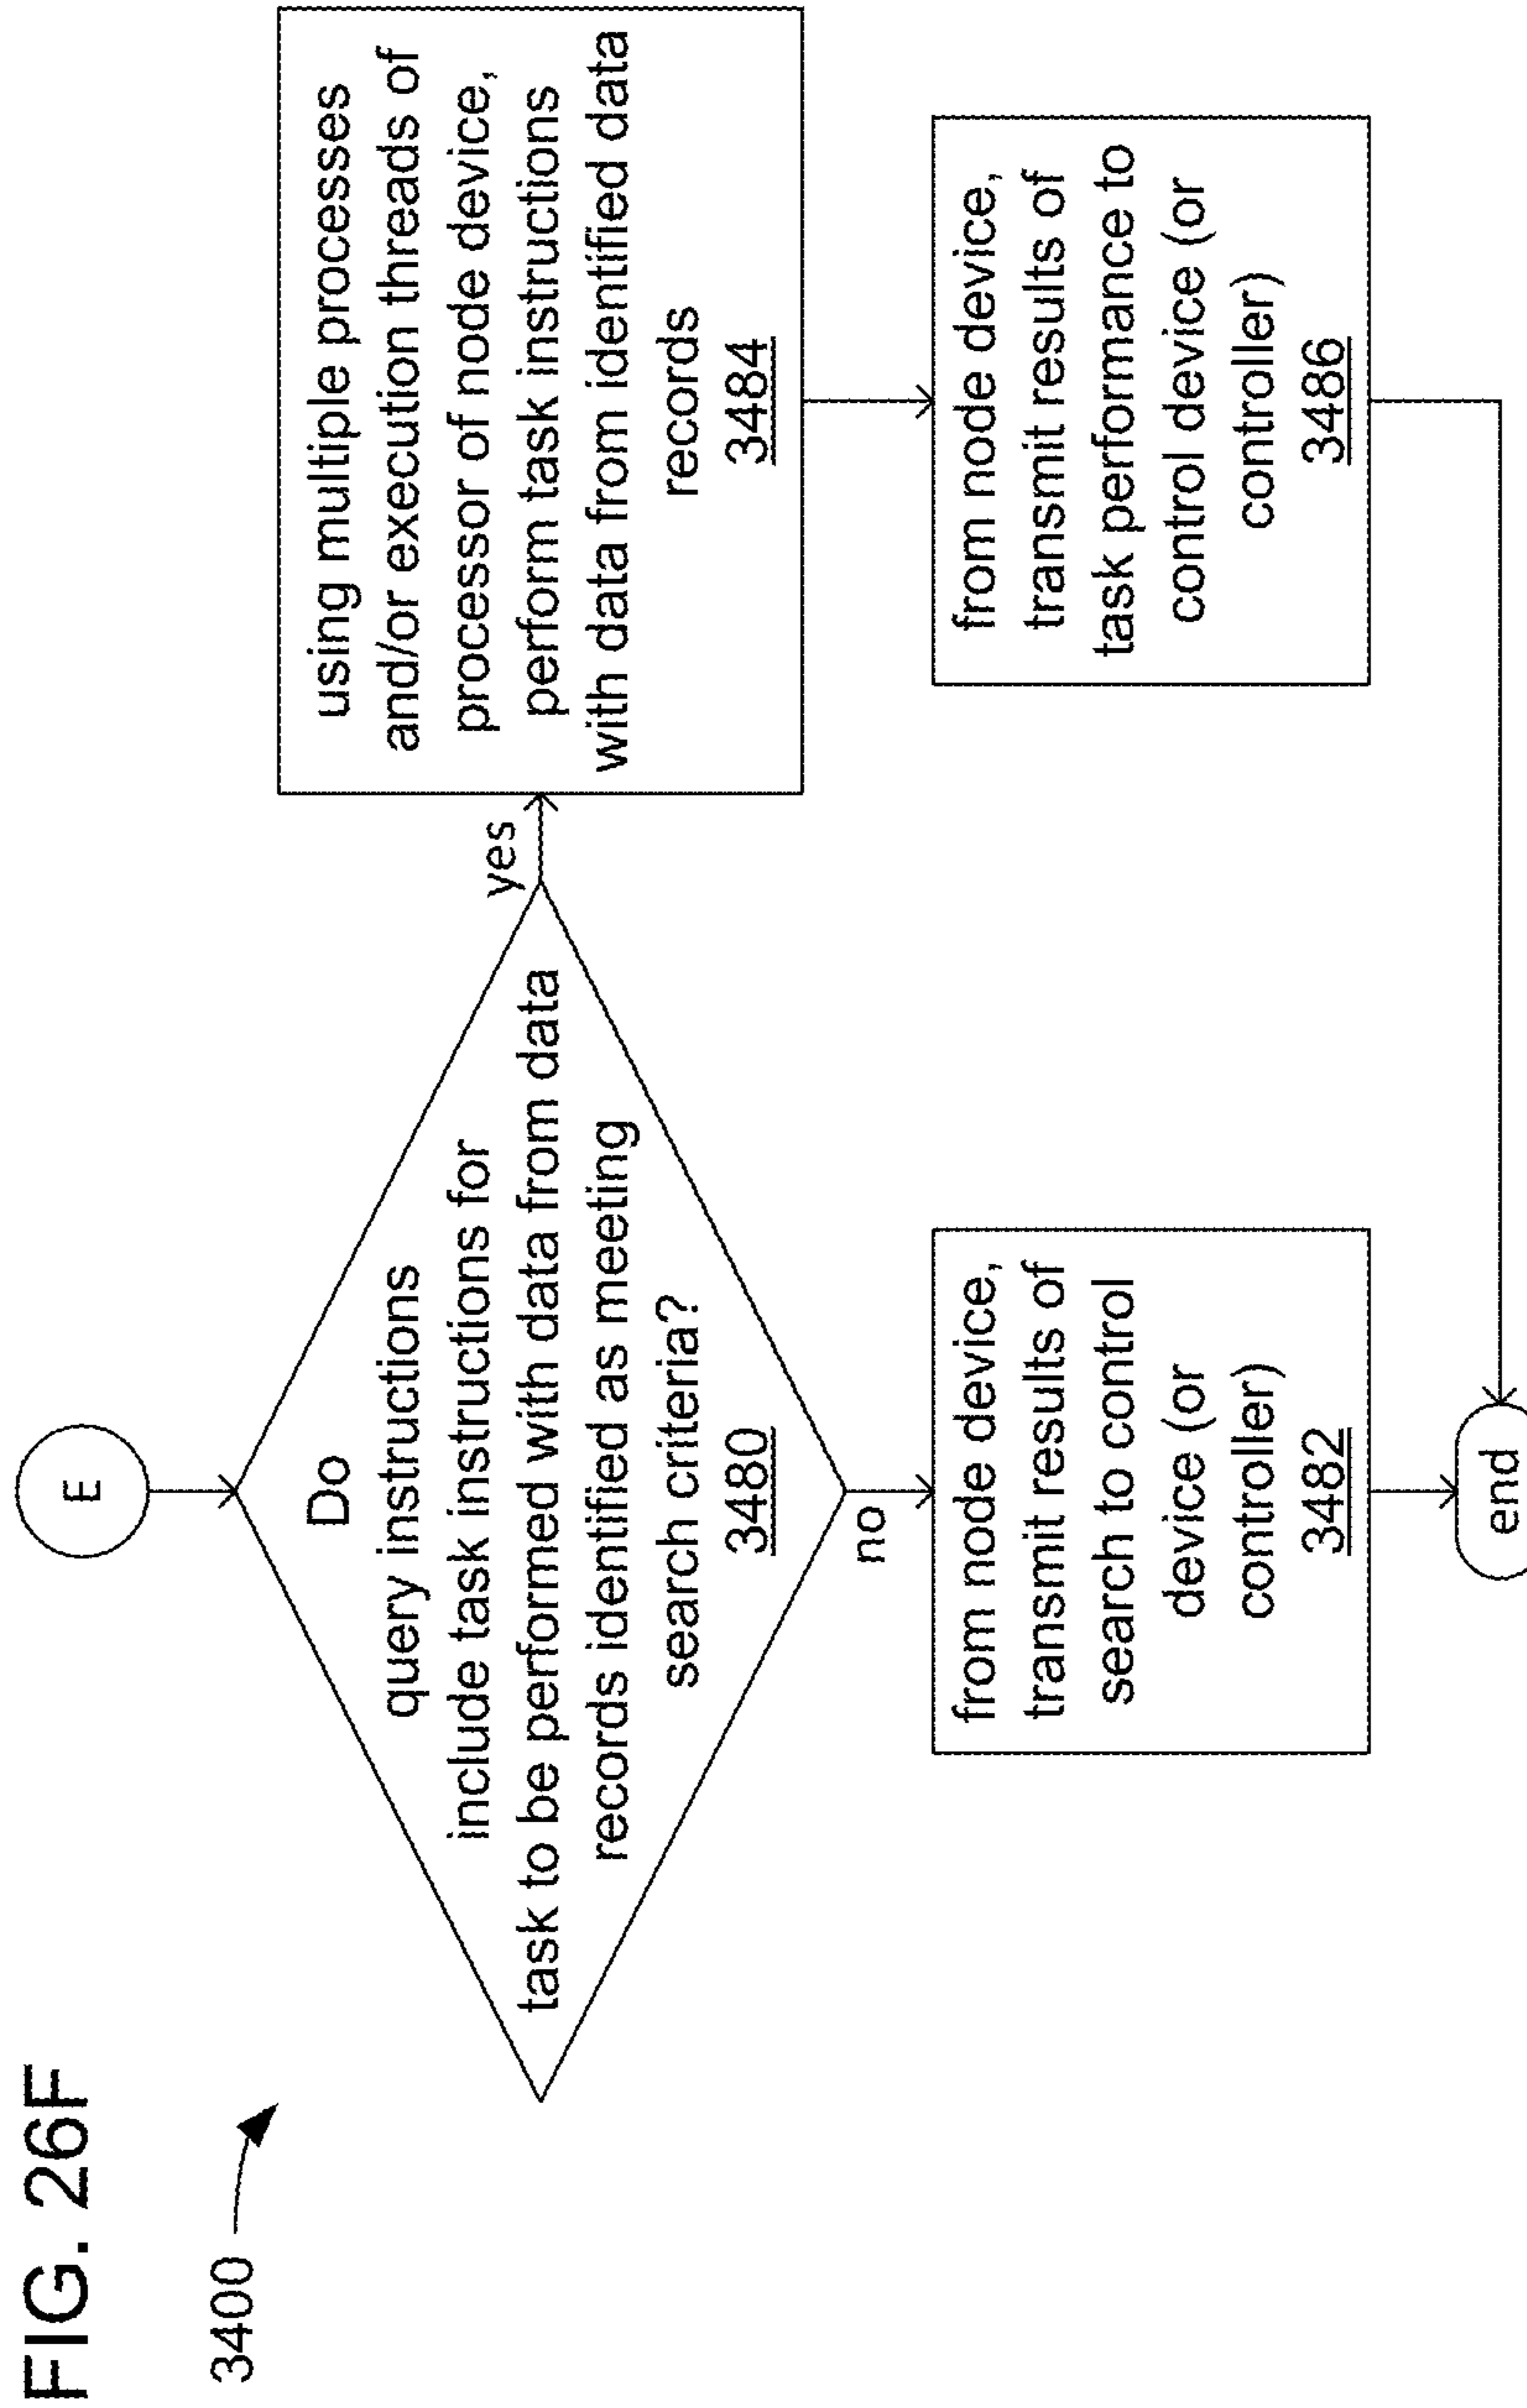 FIG. 26F
3400
E
Do
query instructions
include task instructions for
task to be performed with data from data
records identified as meeting
search criteria?
3480
yes
using multiple processes
and/or execution threads of
processor of node device,
perform task instructions
with data from identified data
records
3484
no
from node device,
transmit results of
search to control
device (or
controller)
3482
from node device,
transmit results of
task performance to
control device (or
controller)
3486
end